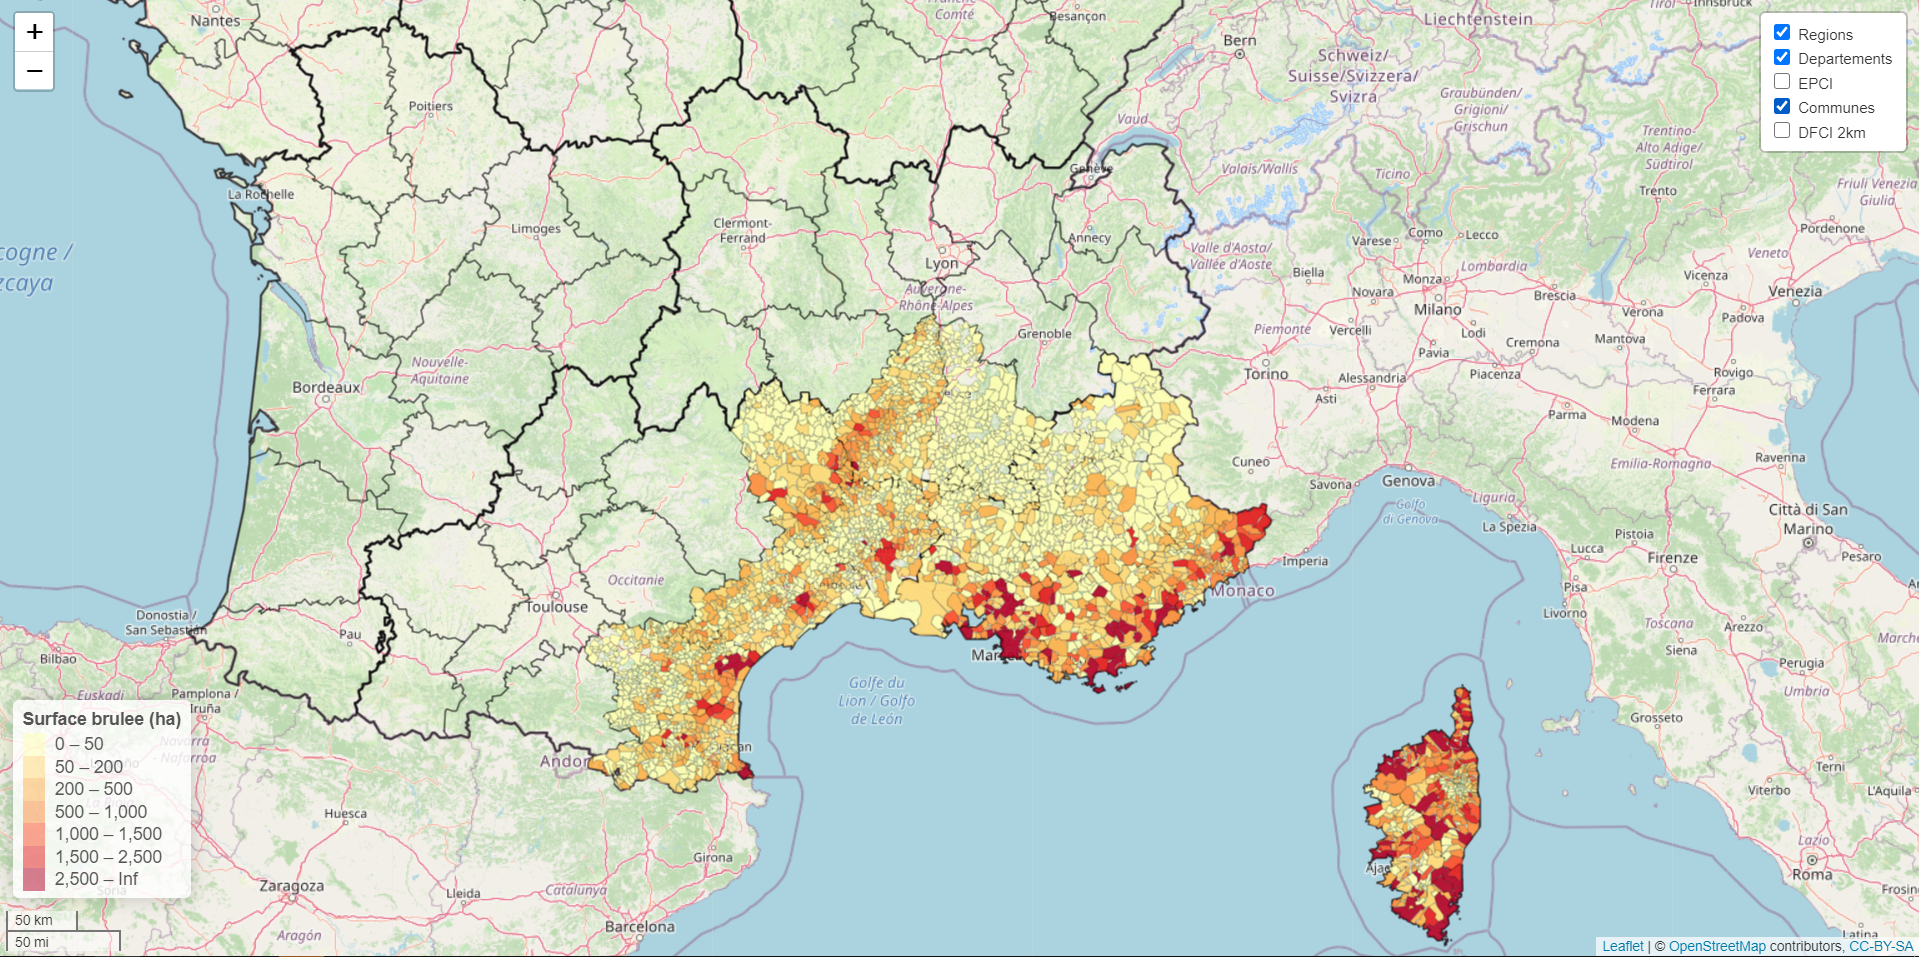 +
−
Regions
Departements
EPCI
Communes
DFCI 2km
Nantes
Besançon
Comté
Liechtenstein
Tirol
Innsbruck
Bern
Schweiz/
Suisse/Svizzera/
Svizra
Graubünden/
Grigioni/
Grischun
Poitiers
Vaud
Trentino-
Alto Adige/
Südtirol
Genève
Valais/Wallis
Ticino
Trento
Friuli Venezia
Giulia
La Rochelle
Limoges
Clermont-
Ferrand
Annecy
Varese
Como
Lecco
Pordenone
cogne /
zcaya
Lyon
Valle d'Aosta/
Vallée d'Aoste
Biella
Monza
Lombardia
Veneto
Vicenza
Auvergne-
Rhône-Alpes
Novara
Milano
Brescia
Verona
Padova
Venezia
Grenoble
Piemonte
Vercelli
Lodi
Cremona
Mantova
Pavia
Nouvelle-
Aquitaine
Bordeaux
Torino
Alessandria
Asti
Piacenza
Rovigo
Ferrara
Parma
Modena
Cuneo
Savona
Genova
Emilia-Romagna
Ravenna
Golfo
di Genova
Liguria
La Spezia
Città di San
Marino
Pistoia
Lucca
Firenze
Pesaro
Imperia
Monaco
Pisa
Livorno
Toscana
Arezzo
Marche
Siena
Perugia
Umbria
Occitanie
Toulouse
Donostia /
San Sebastián
Pau
Bilbao
Euskadi
Pamplona /
Iruña
Navarra
- Nafarroa
Golfe du
Lion / Golfo
de León
Grosseto
Terni
Viterbo
L'Aquila
Lazio
Roma
Frosin
Latina
Surface brulee (ha)
0 – 50
50 – 200
200 – 500
500 – 1,000
1,000 – 1,500
1,500 – 2,500
2,500 – Inf
Andor
Huesca
Girona
Soria
Zaragoza
Lleida
Catalunya
Barcelona
Aragón
50 km
50 mi
Leaflet | © OpenStreetMap contributors, CC-BY-SA